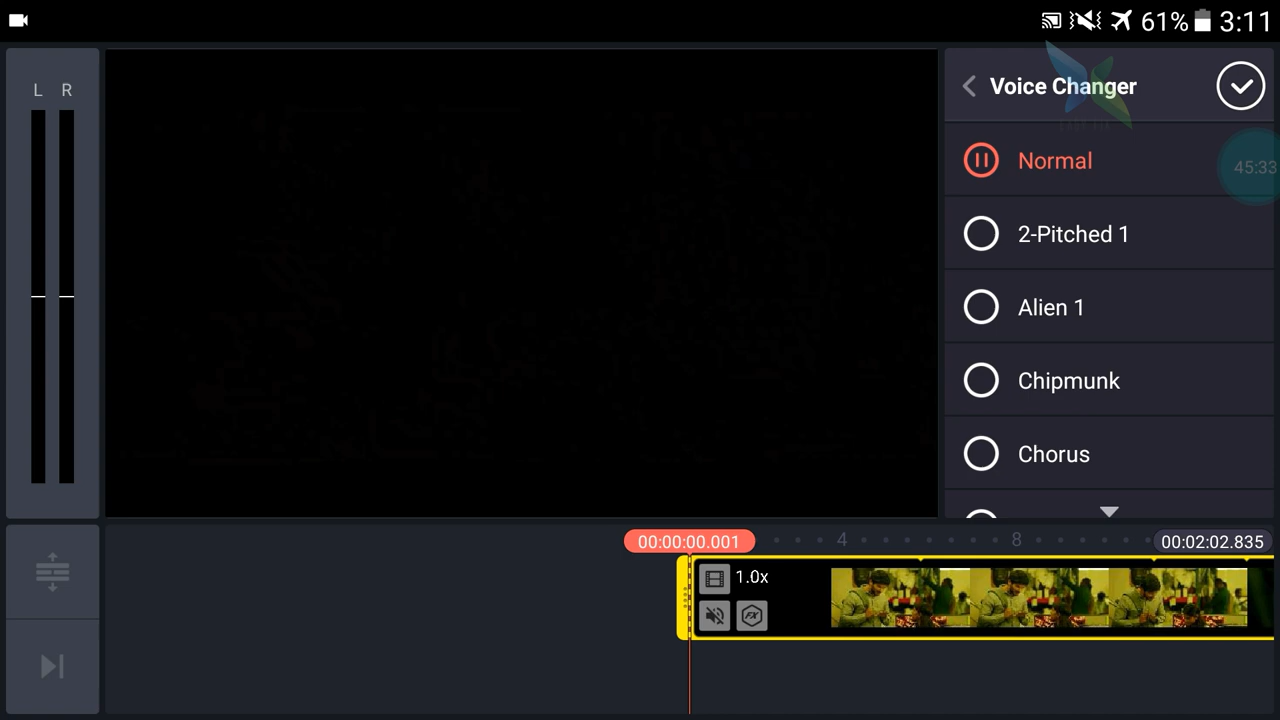 61% 3:11
L R
Voice Changer
Normal
45:33
2-Pitched 1
Alien 1
Chipmunk
Chorus
00:00:00.001
4
8
00:02:02.835
1.0x
FX